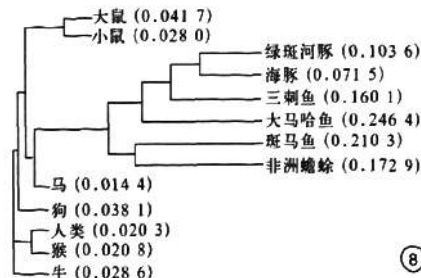 大鼠 (0.041 7)
小鼠 (0.028 0)
绿斑河豚 (0.103 6)
海豚 (0.071 5)
三刺鱼 (0.160 1)
大马哈鱼 (0.246 4)
斑马鱼 (0.210 3)
非洲蟾蜍 (0.172 9)
马 (0.014 4)
狗 (0.038 1)
人类 (0.020 3)
猴 (0.020 8)
牛 (0.028 6)
⑧